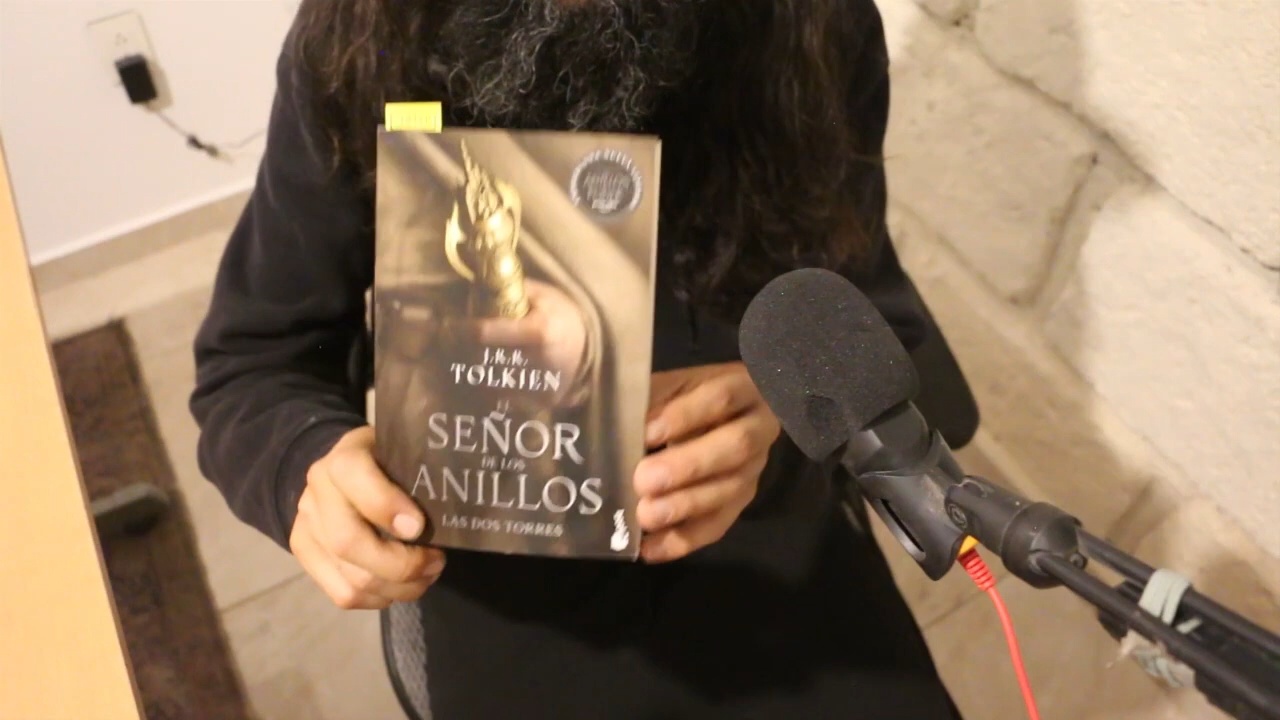 J.R.R.
TOLKIEN
EL
SEÑOR
DE LOS
ANILLOS
LAS DOS TORRES